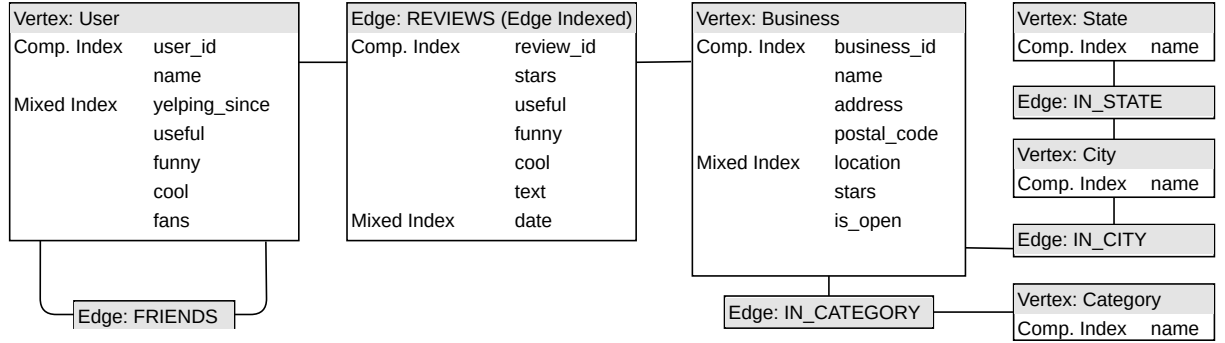 Vertex: User
Comp. Index user_id
name
Mixed Index yelping_since
useful
funny
cool
fans
Edge: FRIENDS
Edge: REVIEWS (Edge Indexed)
Comp. Index review_id
stars
useful
funny
cool
text
Mixed Index date
Vertex: Business
Comp. Index business_id
name
address
postal_code
Mixed Index location
stars
is_open
Edge: IN_CATEGORY
Vertex: State
Comp. Index name
Edge: IN_STATE
Vertex: City
Comp. Index name
Edge: IN_CITY
Vertex: Category
Comp. Index name